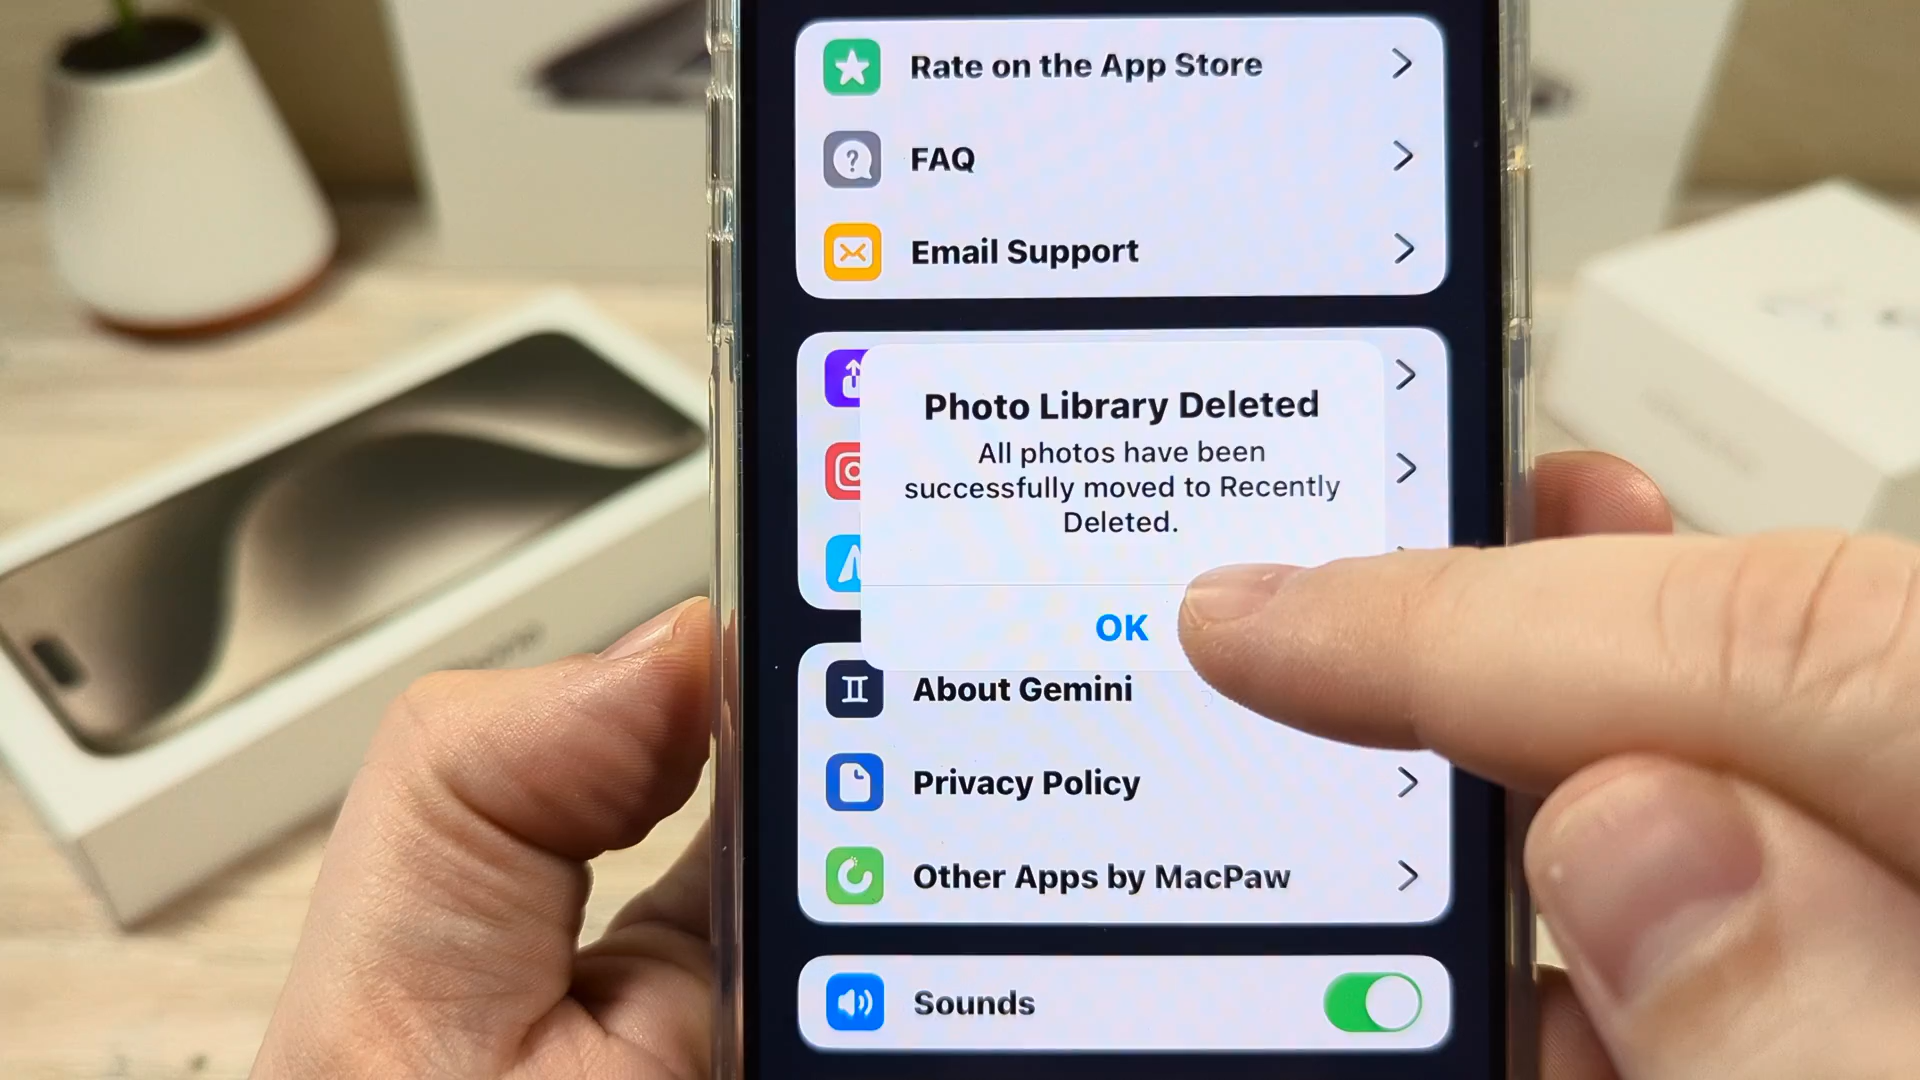 Rate on the App Store
FAQ
Email Support
Photo Library Deleted
All photos have been
successfully moved to Recently
Deleted.
OK
About Gemini
Privacy Policy
Other Apps by MacPaw
Sounds